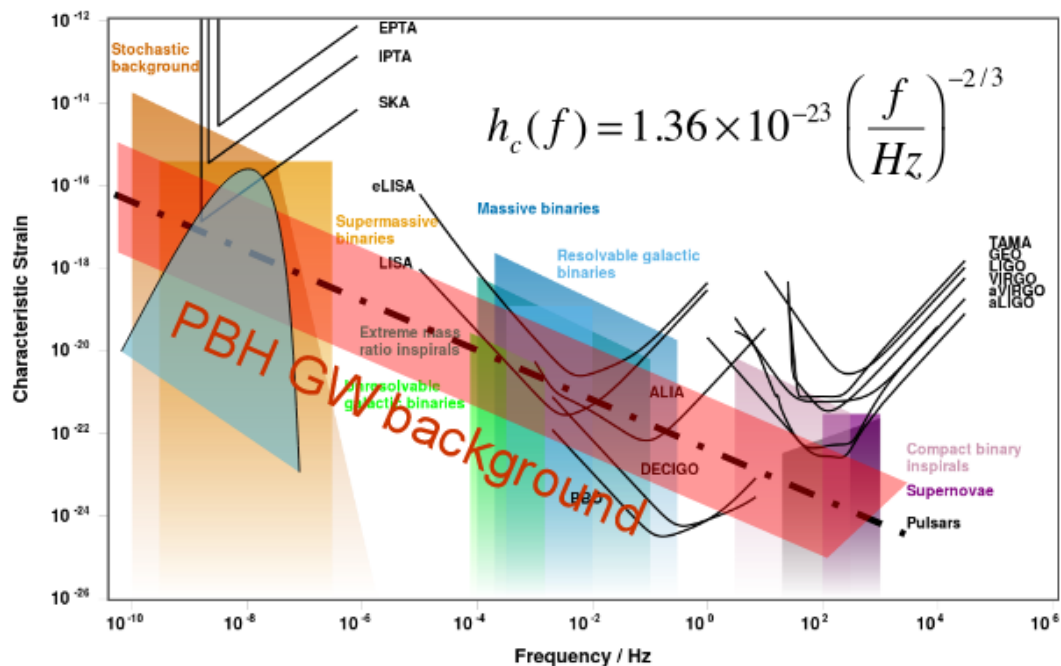 10^-12
10^-14
10^-16
10^-18
10^-20
10^-22
10^-24
10^-26
Characteristic Strain
Stochastic
background
EPTA
IPTA
SKA
h_c(f) = 1.36 × 10^-23 (f/Hz)^-2/3
eLISA
Massive binaries
Supermassive
binaries
LISA
Resolvable galactic
binaries
TAMA
GEO
LIGO
VIRGO
aVIRGO
aLIGO
Extreme mass
ratio inspirals
Unresolvable
galactic binaries
PBH GW background
ALIA
DECIGO
BBO
Compact binary
inspirals
Supernovae
Pulsars
10^-10
10^-8
10^-6
10^-4
10^-2
10^0
10^2
10^4
10^6
Frequency / Hz